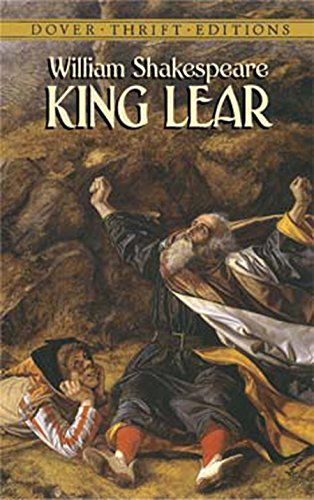 DOVER · THRIFT · EDITIONS
William Shakespeare
KING LEAR